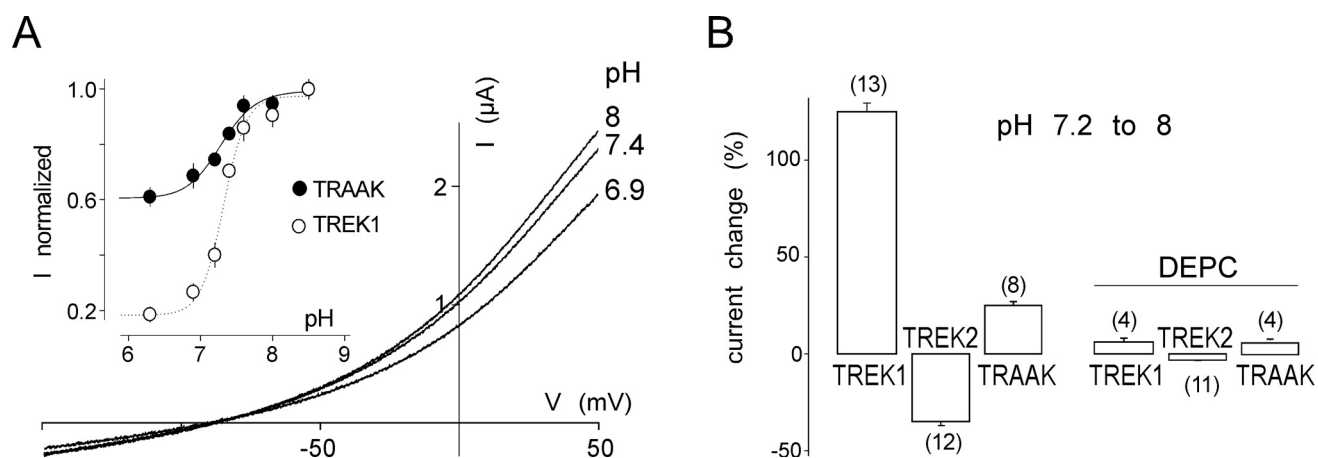 A
B
pH
8
7.4
6.9
I (μA)
2
1
V (mV)
-50
50
I normalized
1.0
0.6
0.2
TRAAK
TREK1
pH
6 7 8 9
current change (%)
100
50
0
-50
pH 7.2 to 8
(13)
TREK1
TREK2
(12)
(8)
TRAAK
DEPC
(4)
TREK1
TREK2
(11)
(4)
TRAAK